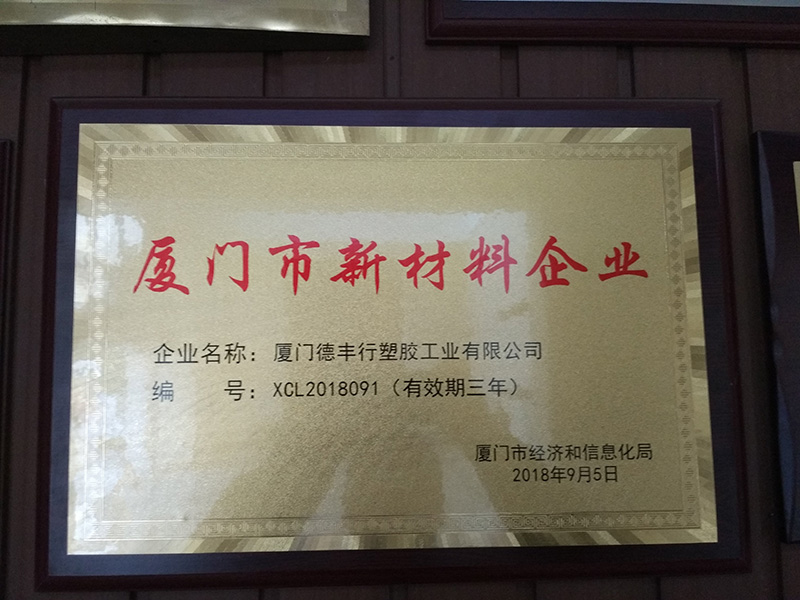 厦门市新材料企业
企业名称：厦门德丰行塑胶工业有限公司
编　　号：XCL2018091（有效期三年）
厦门市经济和信息化局
2018年9月5日